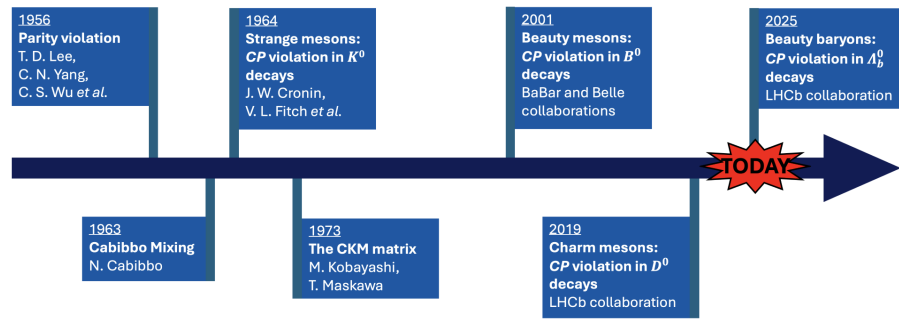 1956
Parity violation
T. D. Lee,
C. N. Yang,
C. S. Wu et al.
1964
Strange mesons:
CP violation in K⁰
decays
J. W. Cronin,
V. L. Fitch et al.
2001
Beauty mesons:
CP violation in B⁰
decays
BaBar and Belle
collaborations
2025
Beauty baryons:
CP violation in Λ_b⁰
decays
LHCb collaboration
TODAY
1963
Cabibbo Mixing
N. Cabibbo
1973
The CKM matrix
M. Kobayashi,
T. Maskawa
2019
Charm mesons:
CP violation in D⁰
decays
LHCb collaboration